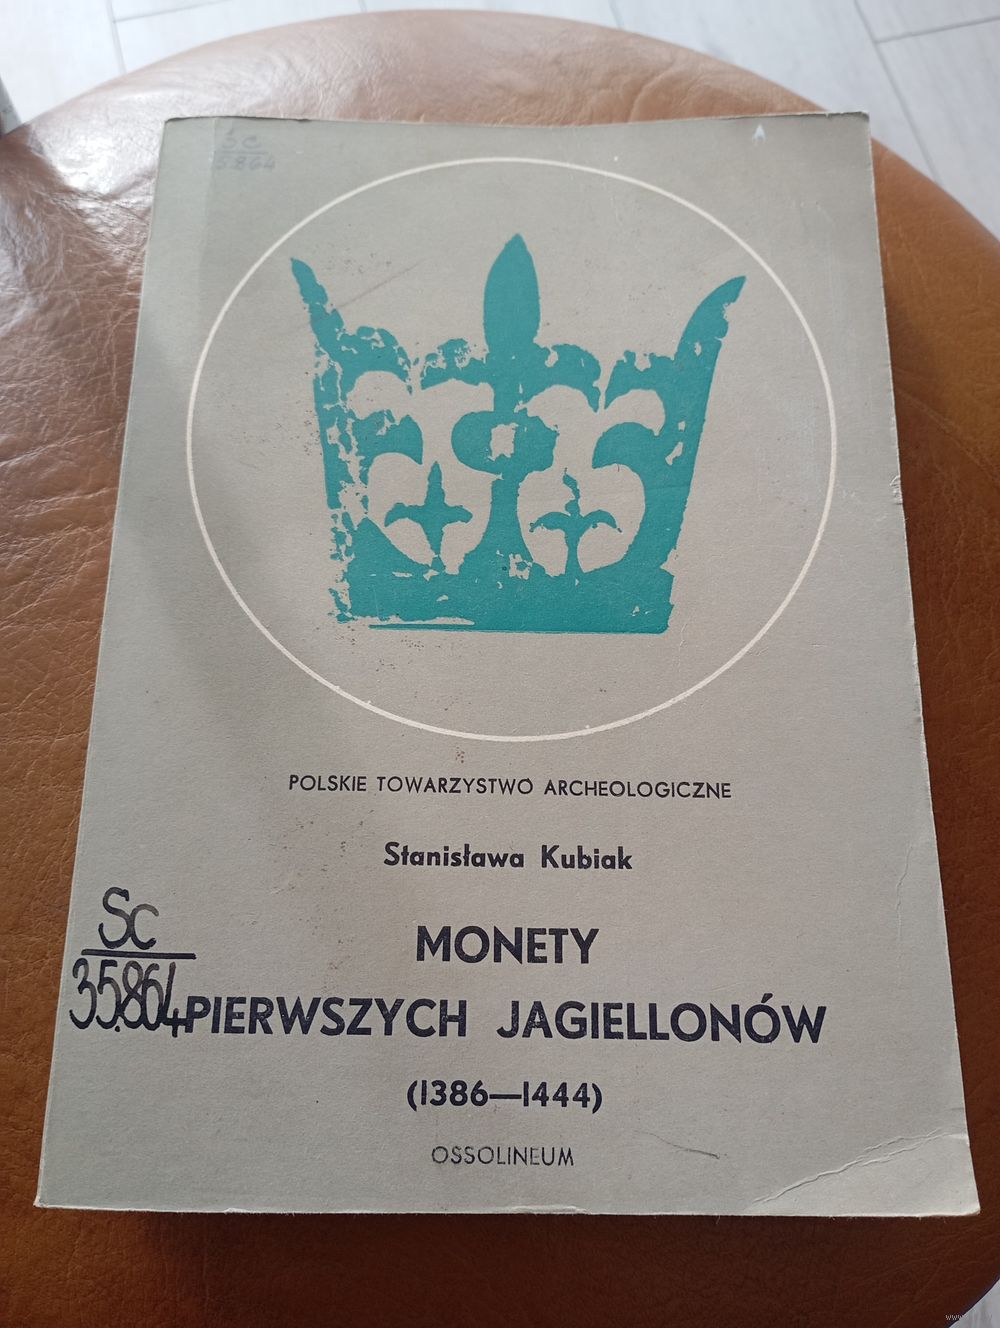 Sc
5864
POLSKIE TOWARZYSTWO ARCHEOLOGICZNE
Stanisława Kubiak
Sc
35.864
MONETY
PIERWSZYCH JAGIELLONÓW
(1386—1444)
OSSOLINEUM